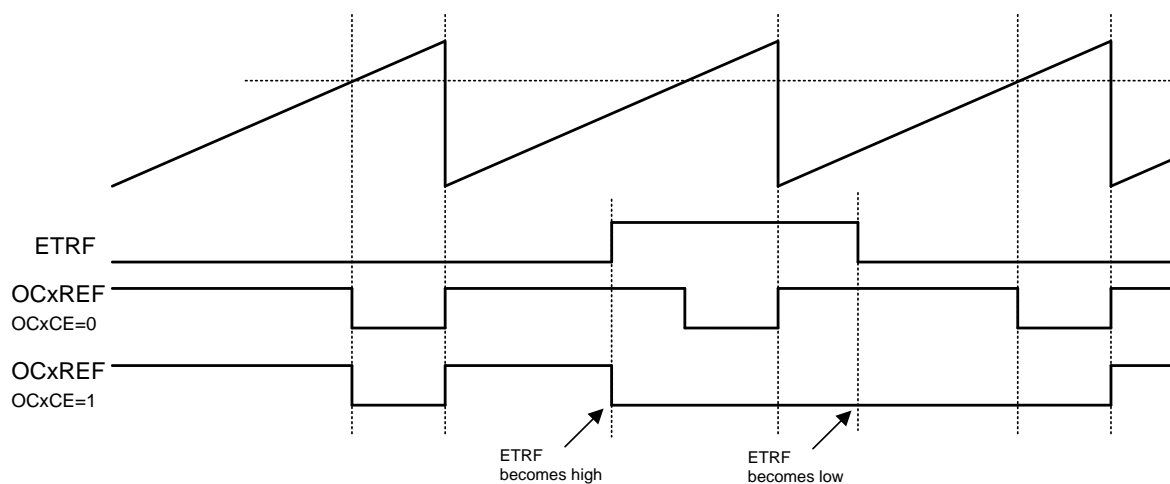 ETRF
OCxREF
OCxCE=0
OCxREF
OCxCE=1
ETRF
becomes high
ETRF
becomes low